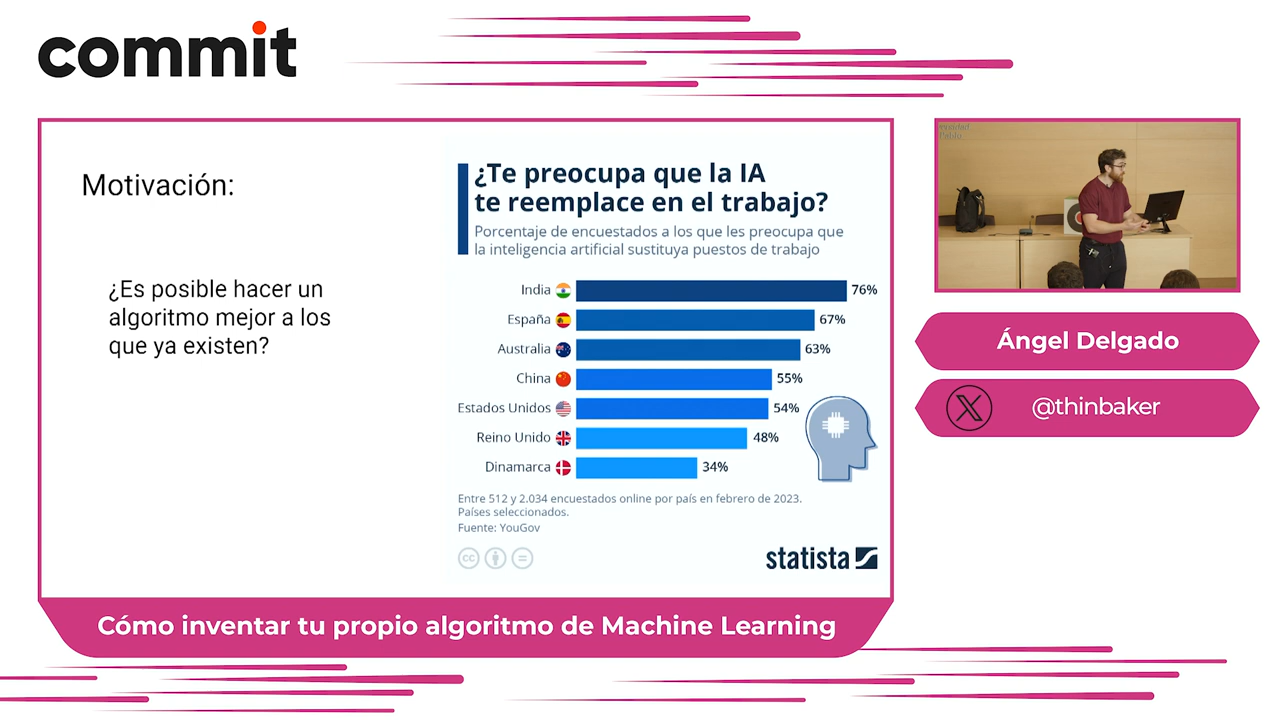 commit
Motivación:
¿Es posible hacer un
algoritmo mejor a los
que ya existen?
¿Te preocupa que la IA
te reemplace en el trabajo?
Porcentaje de encuestados a los que les preocupa que
la inteligencia artificial sustituya puestos de trabajo
India 76%
España 67%
Australia 63%
China 55%
Estados Unidos 54%
Reino Unido 48%
Dinamarca 34%
Entre 512 y 2.034 encuestados online por país en febrero de 2023.
Países seleccionados.
Fuente: YouGov
cc
statista
Ángel Delgado
@thinbaker
Cómo inventar tu propio algoritmo de Machine Learning